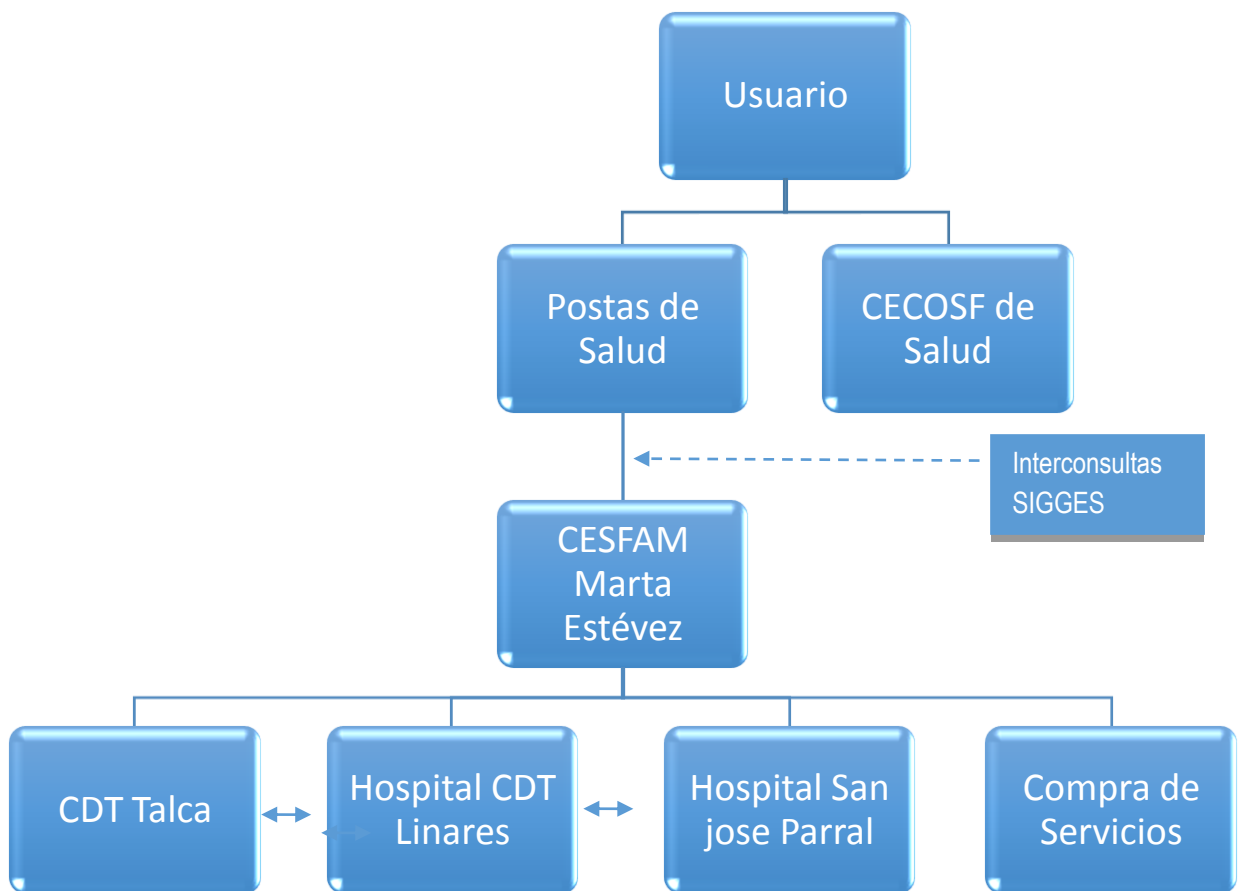 Usuario
Postas de
Salud
CECOSF de
Salud
Interconsultas
SIGGES
CESFAM
Marta
Estévez
CDT Talca
Hospital CDT
Linares
Hospital San
jose Parral
Compra de
Servicios